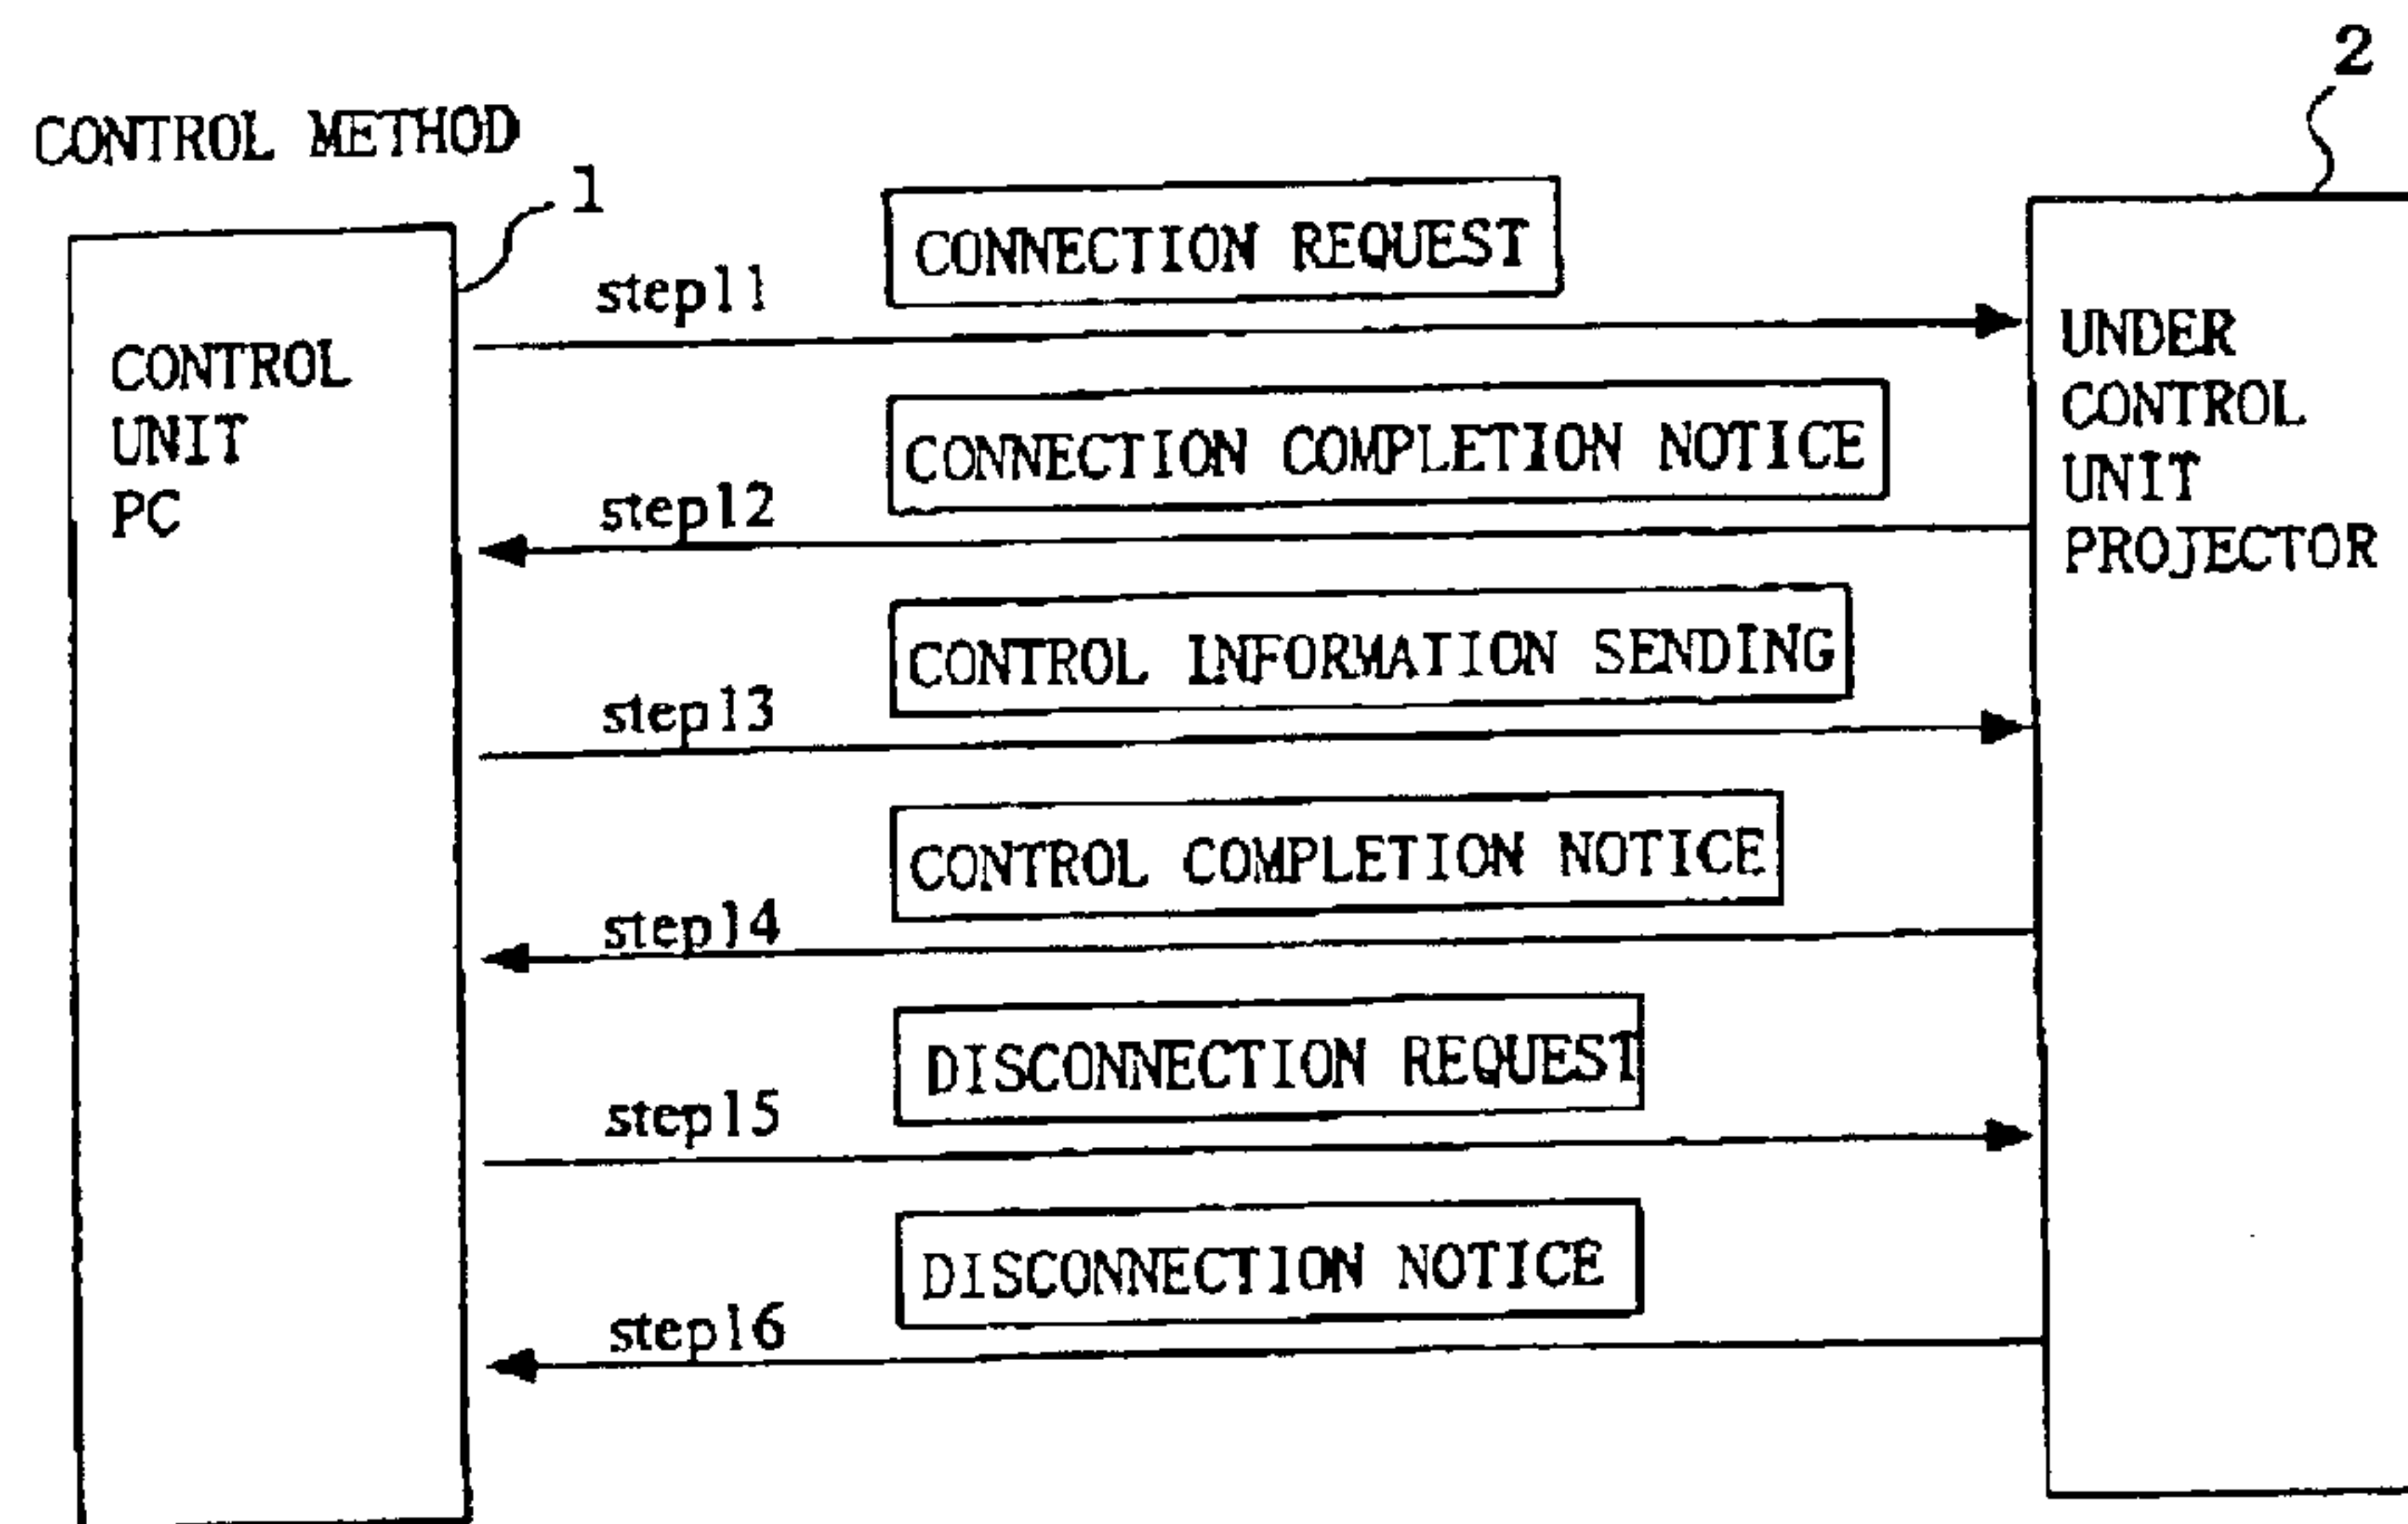 2
CONTROL METHOD
1
CONNECTION REQUEST
step11
UNDER
CONTROL
UNIT
PROJECTOR
CONTROL
UNIT
PC
CONNECTION COMPLETION NOTICE
step12
CONTROL INFORMATION SENDING
step13
CONTROL COMPLETION NOTICE
step14
DISCONNECTION REQUEST
step15
DISCONNECTION NOTICE
step16